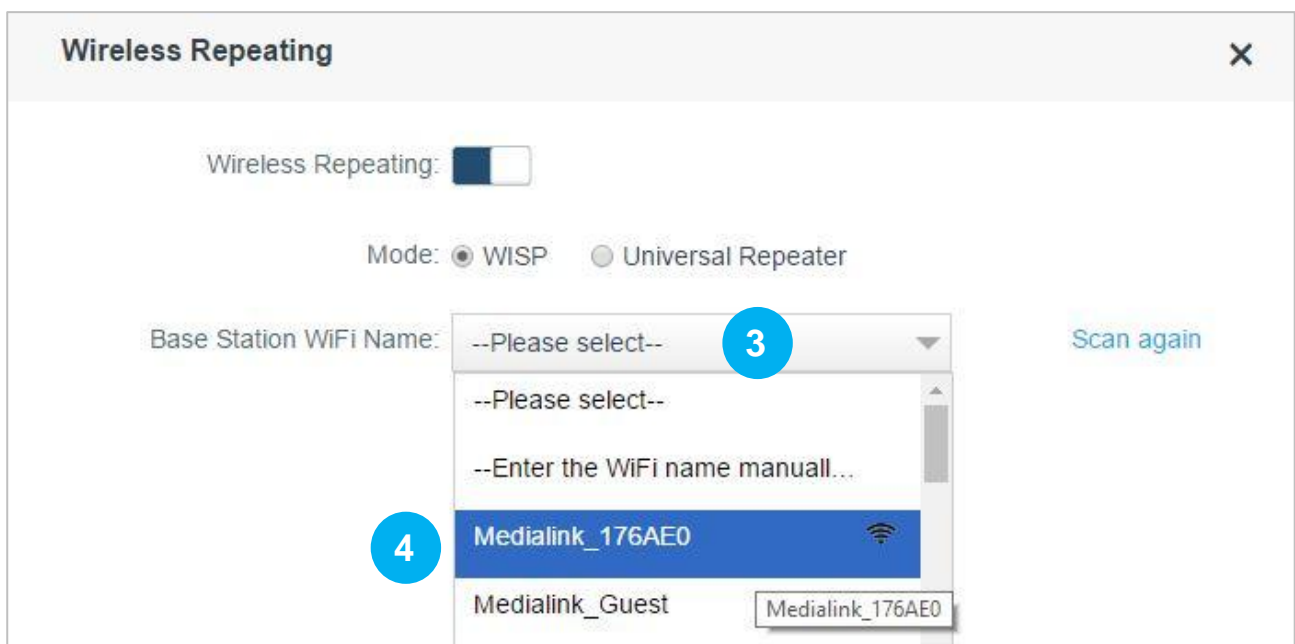 Wireless Repeating
Wireless Repeating:
Mode: WISP Universal Repeater
Base Station WiFi Name: --Please select-- 3 Scan again
--Please select--
--Enter the WiFi name manuall...
4 Medialink_176AE0
Medialink_Guest Medialink_176AE0